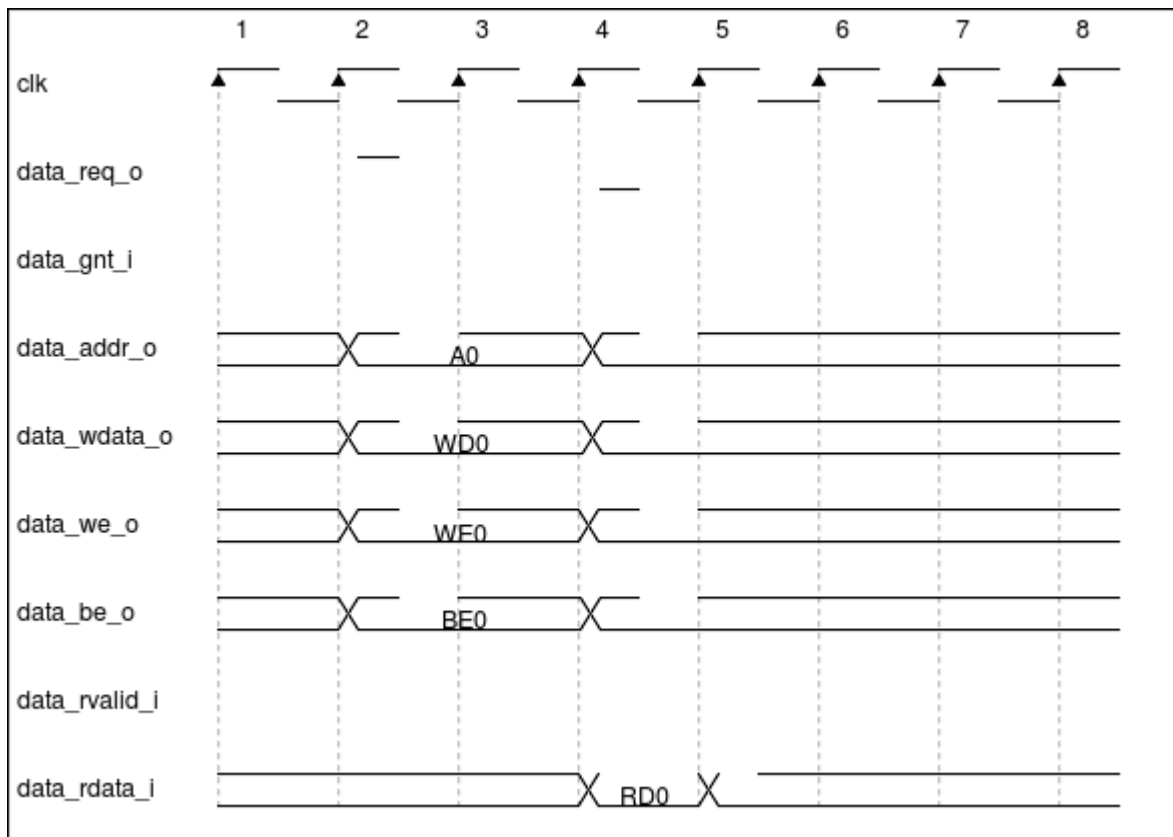 1 2 3 4 5 6 7 8
clk
data_req_o
data_gnt_i
data_addr_o A0
data_wdata_o WD0
data_we_o WE0
data_be_o BE0
data_rvalid_i
data_rdata_i RD0